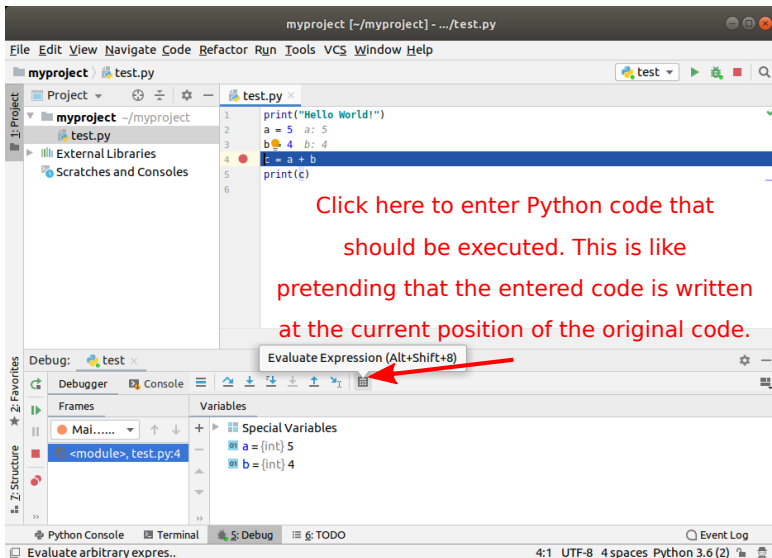 myproject [~/myproject] - .../test.py
File Edit View Navigate Code Refactor Run Tools VCS Window Help
myproject test.py
test
1: Project
Project
test.py
myproject ~/myproject
test.py
External Libraries
Scratches and Consoles
1 print("Hello World!")
2 a = 5 a: 5
3 b 4 b: 4
4 c = a + b
5 print(c)
6
Click here to enter Python code that
should be executed. This is like
pretending that the entered code is written
at the current position of the original code.
Evaluate Expression (Alt+Shift+8)
2: Favorites
7: Structure
Debug: test
Debugger Console
Frames Variables
Mai......
<module>, test.py:4
Special Variables
01 a = {int} 5
01 b = {int} 4
Python Console Terminal 5: Debug 6: TODO Event Log
Evaluate arbitrary expres.. 4:1 UTF-8 4 spaces Python 3.6 (2)